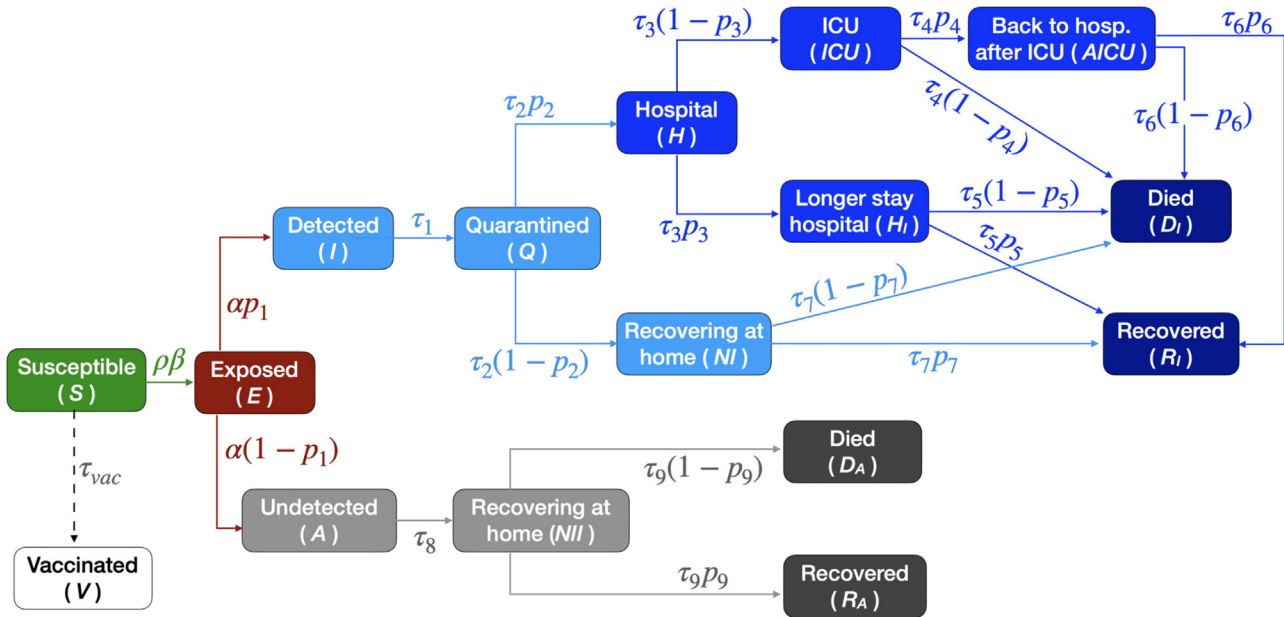 τ3(1 − p3)
ICU
(ICU)
τ4p4
Back to hosp.
after ICU (AICU)
τ6p6
τ4(1 − p4)
τ6(1 − p6)
τ2p2
Hospital
(H)
τ3p3
Longer stay
hospital (HI)
τ5(1 − p5)
τ5p5
Died
(DI)
Detected
(I)
τ1
Quarantined
(Q)
τ7(1 − p7)
αp1
τ2(1 − p2)
Recovering at
home (NI)
τ7p7
Recovered
(RI)
Susceptible
(S)
ρβ
Exposed
(E)
α(1 − p1)
τvac
Undetected
(A)
τ8
Recovering at
home (NII)
τ9(1 − p9)
Died
(DA)
τ9p9
Recovered
(RA)
Vaccinated
(V)